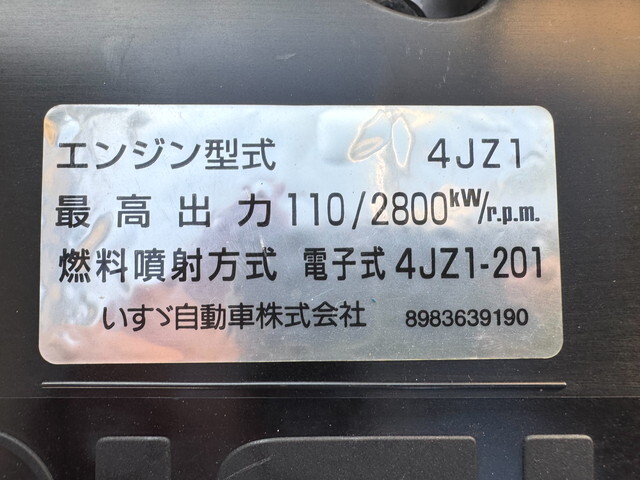 エンジン型式 4JZ1
最高出力 110/2800kW/r.p.m.
燃料噴射方式 電子式 4JZ1-201
いすゞ自動車株式会社 8983639190